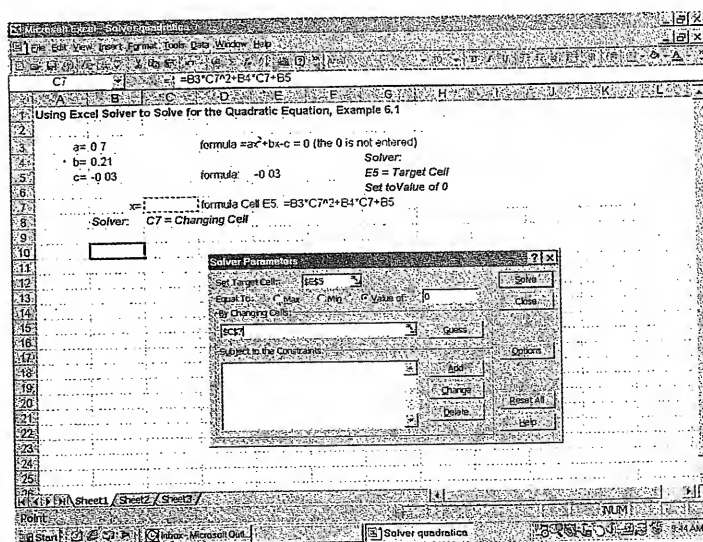 Microsoft Excel - Solver quadratica
File Edit View Insert Format Tools Data Window Help
C7 = =B3*C7^2+B4*C7+B5
A B C D E F G H I J K L
1 Using Excel Solver to Solve for the Quadratic Equation, Example 6.1
2
3 a= 0 7 formula =ax²+bx-c = 0 (the 0 is not entered)
4 b= 0.21 Solver:
5 c= -0 03 formula: -0 03 E5 = Target Cell
6 Set toValue of 0
7 x= formula Cell E5. =B3*C7^2+B4*C7+B5
8 Solver: C7 = Changing Cell
9
10
11
12
13
14
15
16
17
18
19
20
21
22
23
24
25
Solver Parameters
Set Target Cell: $E$5 Solve
Equal To: Max Min Value of: 0 Close
By Changing Cells:
$C$7 Guess
Subject to the Constraints: Options
Add
Change
Delete
Reset All
Help
Sheet1 Sheet2 Sheet3
Point NUM
Start Inbox - Microsoft Out... Solver quadratica 9:44 AM